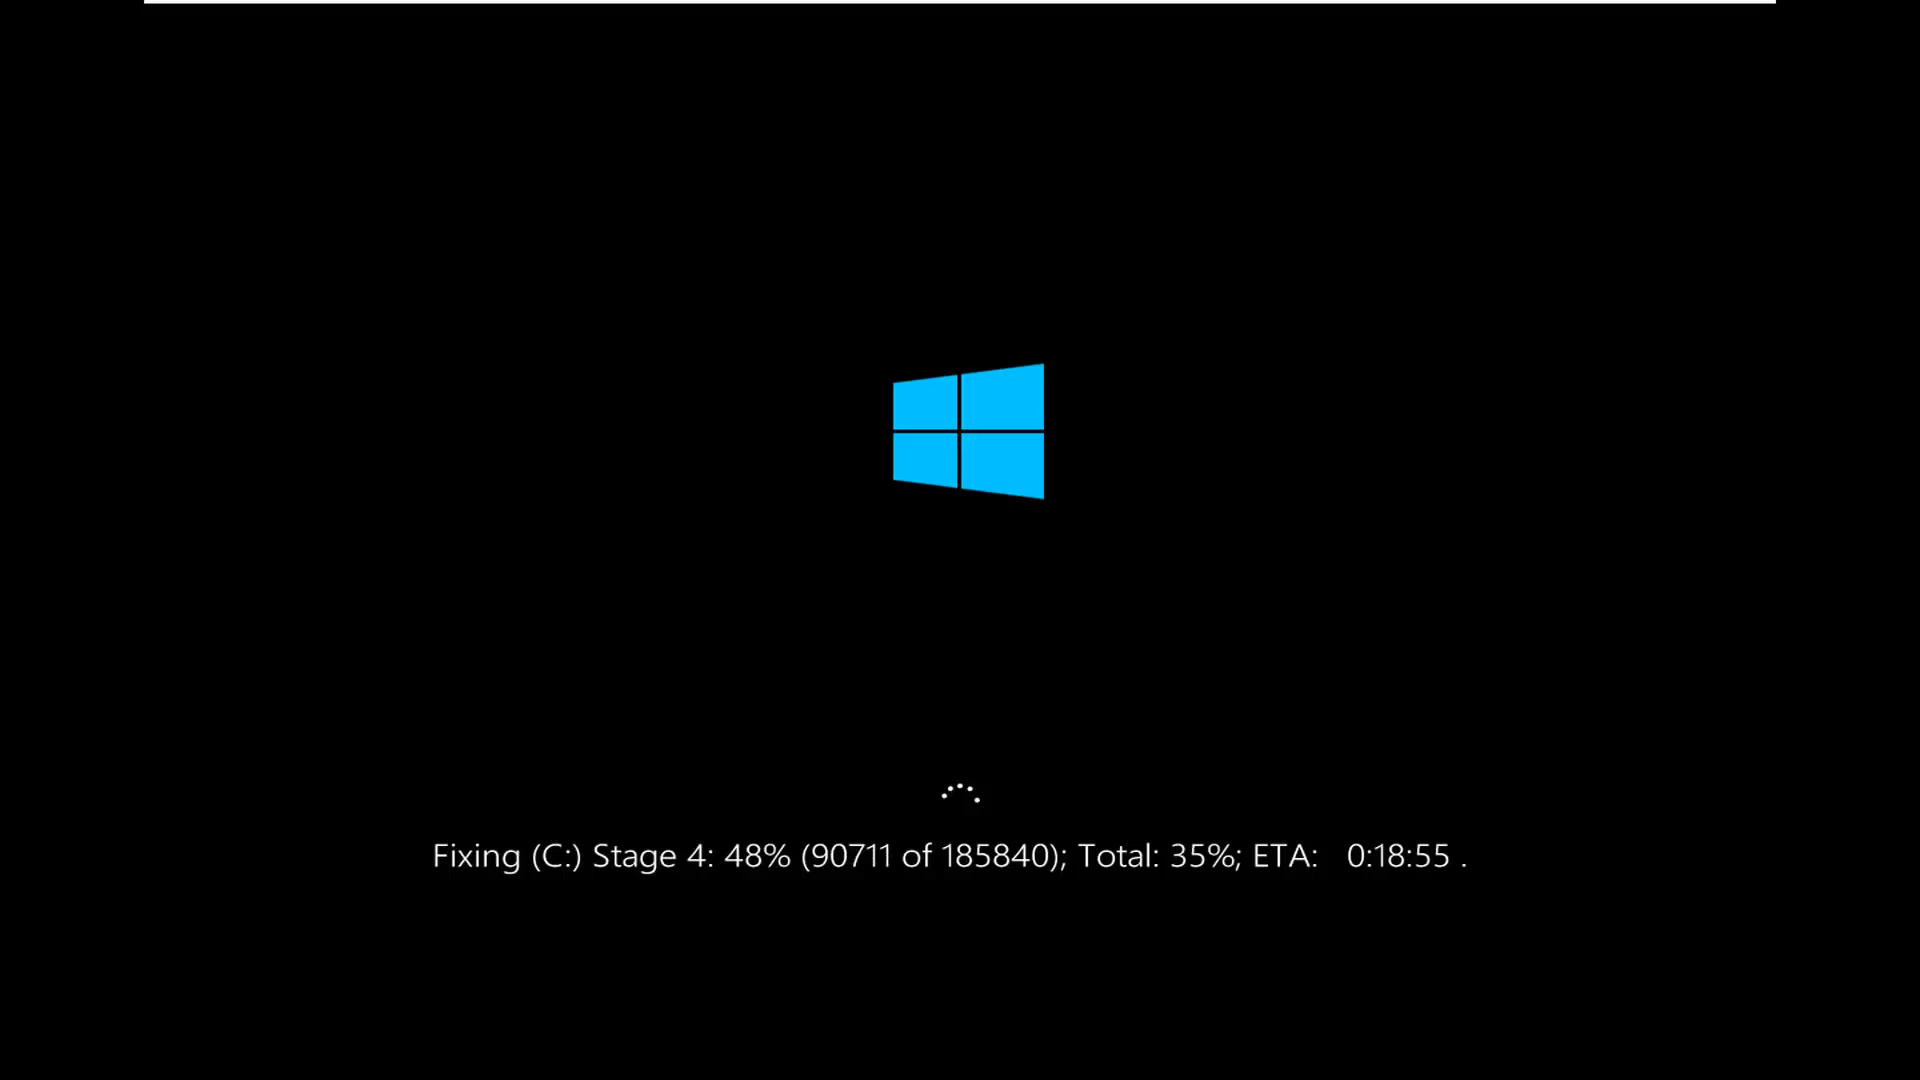 Fixing (C:) Stage 4: 48% (90711 of 185840); Total: 35%; ETA:   0:18:55 .